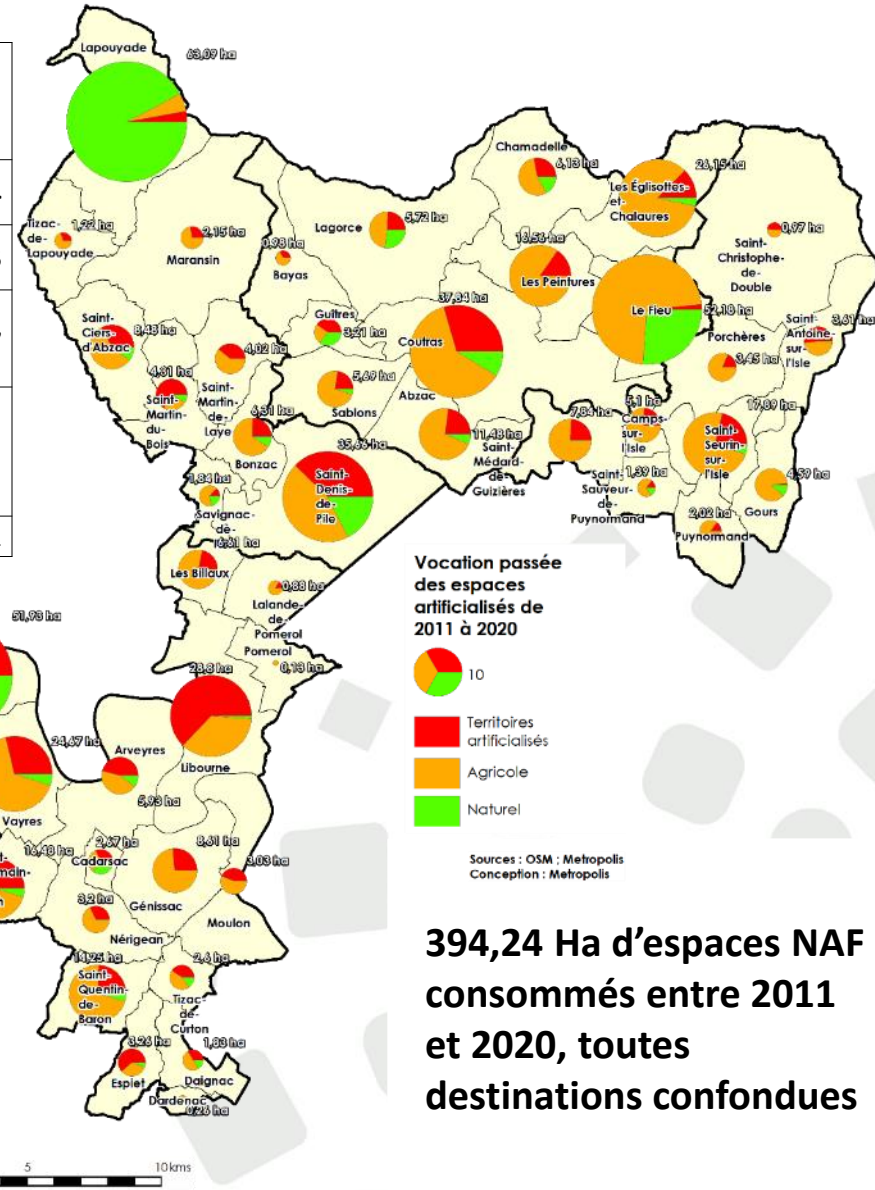 Lapouyade
63,09 ha
Chamadelle
6,13 ha
26,15 ha
Les Églisottes-
et-
Chalaures
Tizac-
de-
Lapouyade
1,22 ha
2,15 ha
Maransin
0,98 ha
Bayas
Lagorce
5,72 ha
16,56 ha
Les Peintures
0,97 ha
Saint-
Christophe-
de-
Double
Saint-
Ciers-
d'Abzac
8,48 ha
Guîtres
3,21 ha
37,84 ha
Coutras
Le Fieu
52,18 ha
Saint-
Antoine-
sur-
l'Isle
3,61 ha
Porchères
3,45 ha
4,02 ha
Saint-
Martin-
de-
Laye
4,31 ha
Saint-
Martin-
du-
Bois
5,69 ha
Sablons
Abzac
6,31 ha
Bonzac
11,48 ha
Saint-
Médard-
de-
Guizières
7,84 ha
5,1 ha
Camps-
sur-
l'Isle
17,89 ha
Saint-
Seurin-
sur-
l'Isle
35,66 ha
Saint-
Denis-
de-
Pile
1,84 ha
Savignac-
de-
Saint-
Sauveur-
de-
Puynormand
1,39 ha
4,59 ha
Gours
2,02 ha
Puynormand
6,61 ha
Les Billaux
0,88 ha
Lalande-
de-
Pomerol
Pomerol
0,13 ha
Vocation passée
des espaces
artificialisés de
2011 à 2020
10
Territoires
artificialisés
Agricole
Naturel
Sources : OSM ; Metropolis
Conception : Metropolis
51,93 ha
Libourne
24,67 ha
Vayres
Arveyres
5,93 ha
16,48 ha
2,67 ha
Cadarsac
8,61 ha
Génissac
3,03 ha
Moulon
3,2 ha
Nérigean
Saint-
Quentin-
de-
Baron
2,6 ha
Tizac-
de-
Curton
3,26 ha
Espiet
1,83 ha
Daignac
Dardenac
0,26 ha
394,24 Ha d'espaces NAF
consommés entre 2011
et 2020, toutes
destinations confondues
5
10 kms